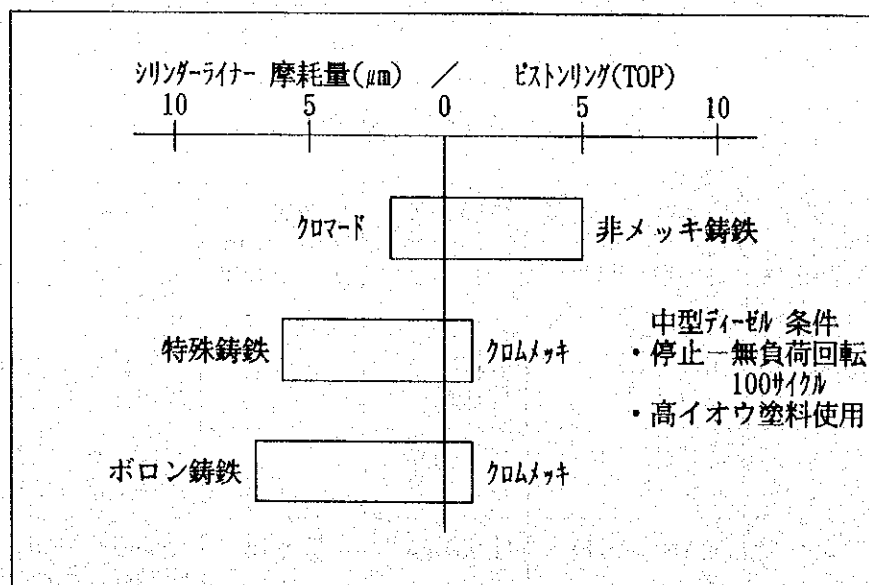 シリンダーライナー 摩耗量(μm) / ピストンリング(TOP)
10 5 0 5 10
クロマード 非メッキ鋳鉄
特殊鋳鉄 クロムメッキ
中型ディーゼル 条件
・停止―無負荷回転
100サイクル
・高イオウ塗料使用
ボロン鋳鉄 クロムメッキ